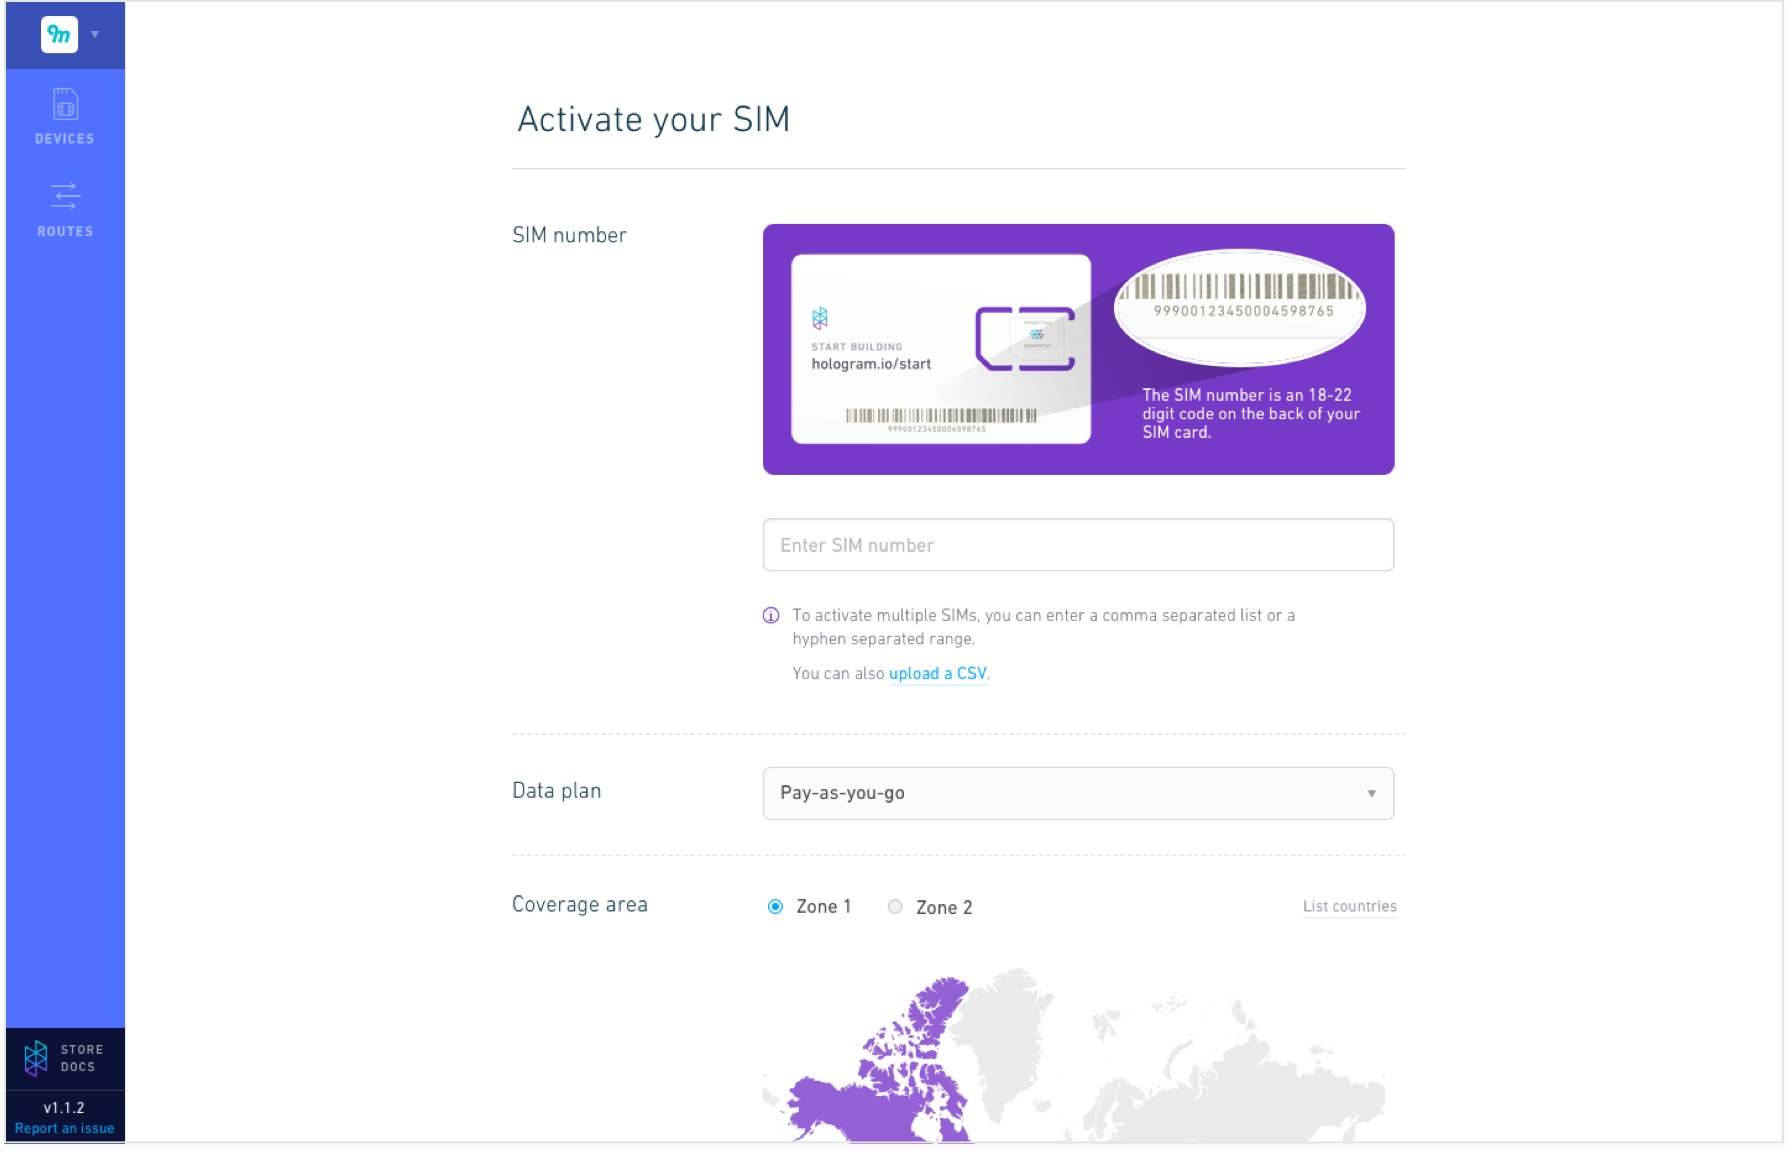 9m
DEVICES
ROUTES
STORE
DOCS
v1.1.2
Report an issue
Activate your SIM
SIM number
START BUILDING
hologram.io/start
99900123450004598765
99900123450004598765
The SIM number is an 18-22
digit code on the back of your
SIM card.
Enter SIM number
To activate multiple SIMs, you can enter a comma separated list or a
hyphen separated range.
You can also upload a CSV.
Data plan
Pay-as-you-go
Coverage area
Zone 1
Zone 2
List countries